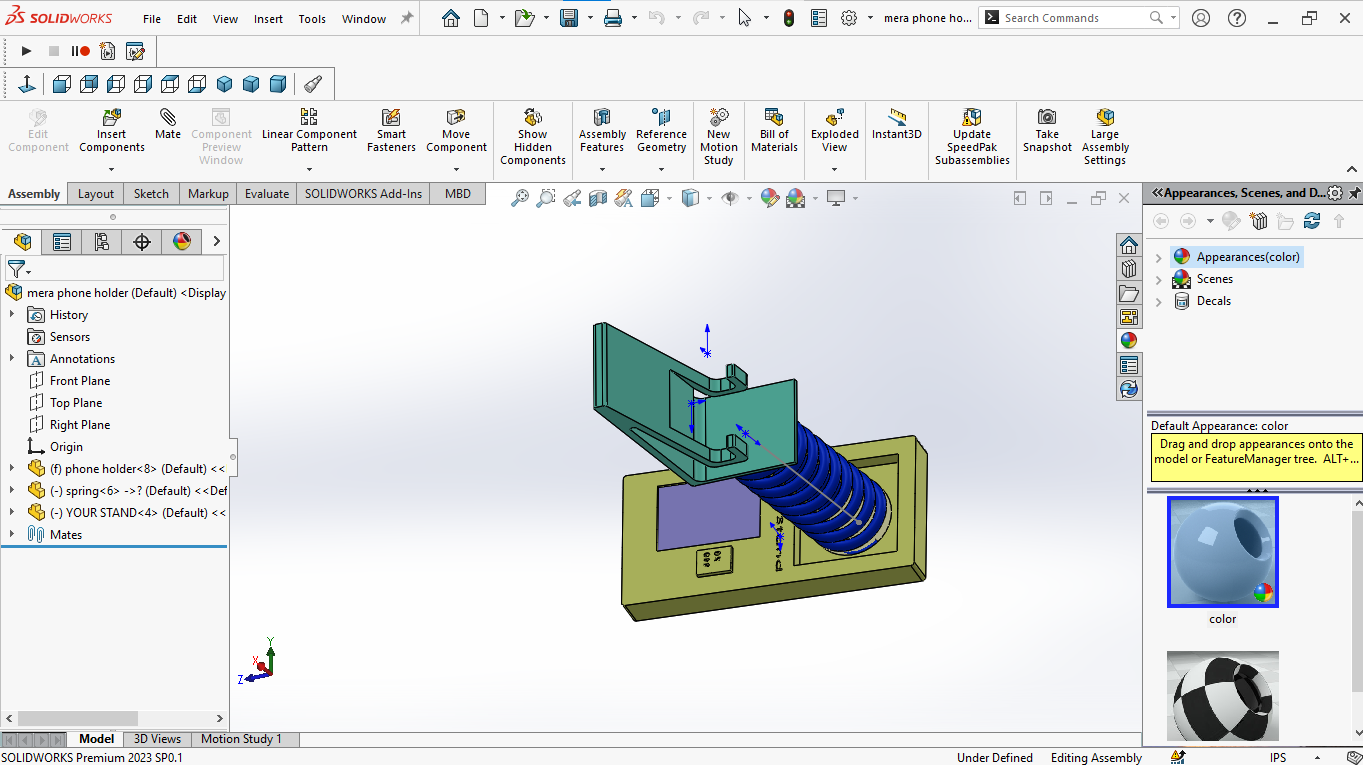 SOLIDWORKS File Edit View Insert Tools Window mera phone ho... Search Commands
Edit Component
Insert Components
Mate
Component Preview Window
Linear Component Pattern
Smart Fasteners
Move Component
Show Hidden Components
Assembly Features
Reference Geometry
New Motion Study
Bill of Materials
Exploded View
Instant3D
Update SpeedPak Subassemblies
Take Snapshot
Large Assembly Settings
Assembly Layout Sketch Markup Evaluate SOLIDWORKS Add-Ins MBD
mera phone holder (Default) <Display
History
Sensors
Annotations
Front Plane
Top Plane
Right Plane
Origin
(f) phone holder<8> (Default) <<
(-) spring<6> ->? (Default) <<Def
(-) YOUR STAND<4> (Default) <<
Mates
Y
X
Z
Appearances, Scenes, and D...
Appearances(color)
Scenes
Decals
Default Appearance: color
Drag and drop appearances onto the
model or FeatureManager tree. ALT+...
color
Model 3D Views Motion Study 1
SOLIDWORKS Premium 2023 SP0.1 Under Defined Editing Assembly IPS